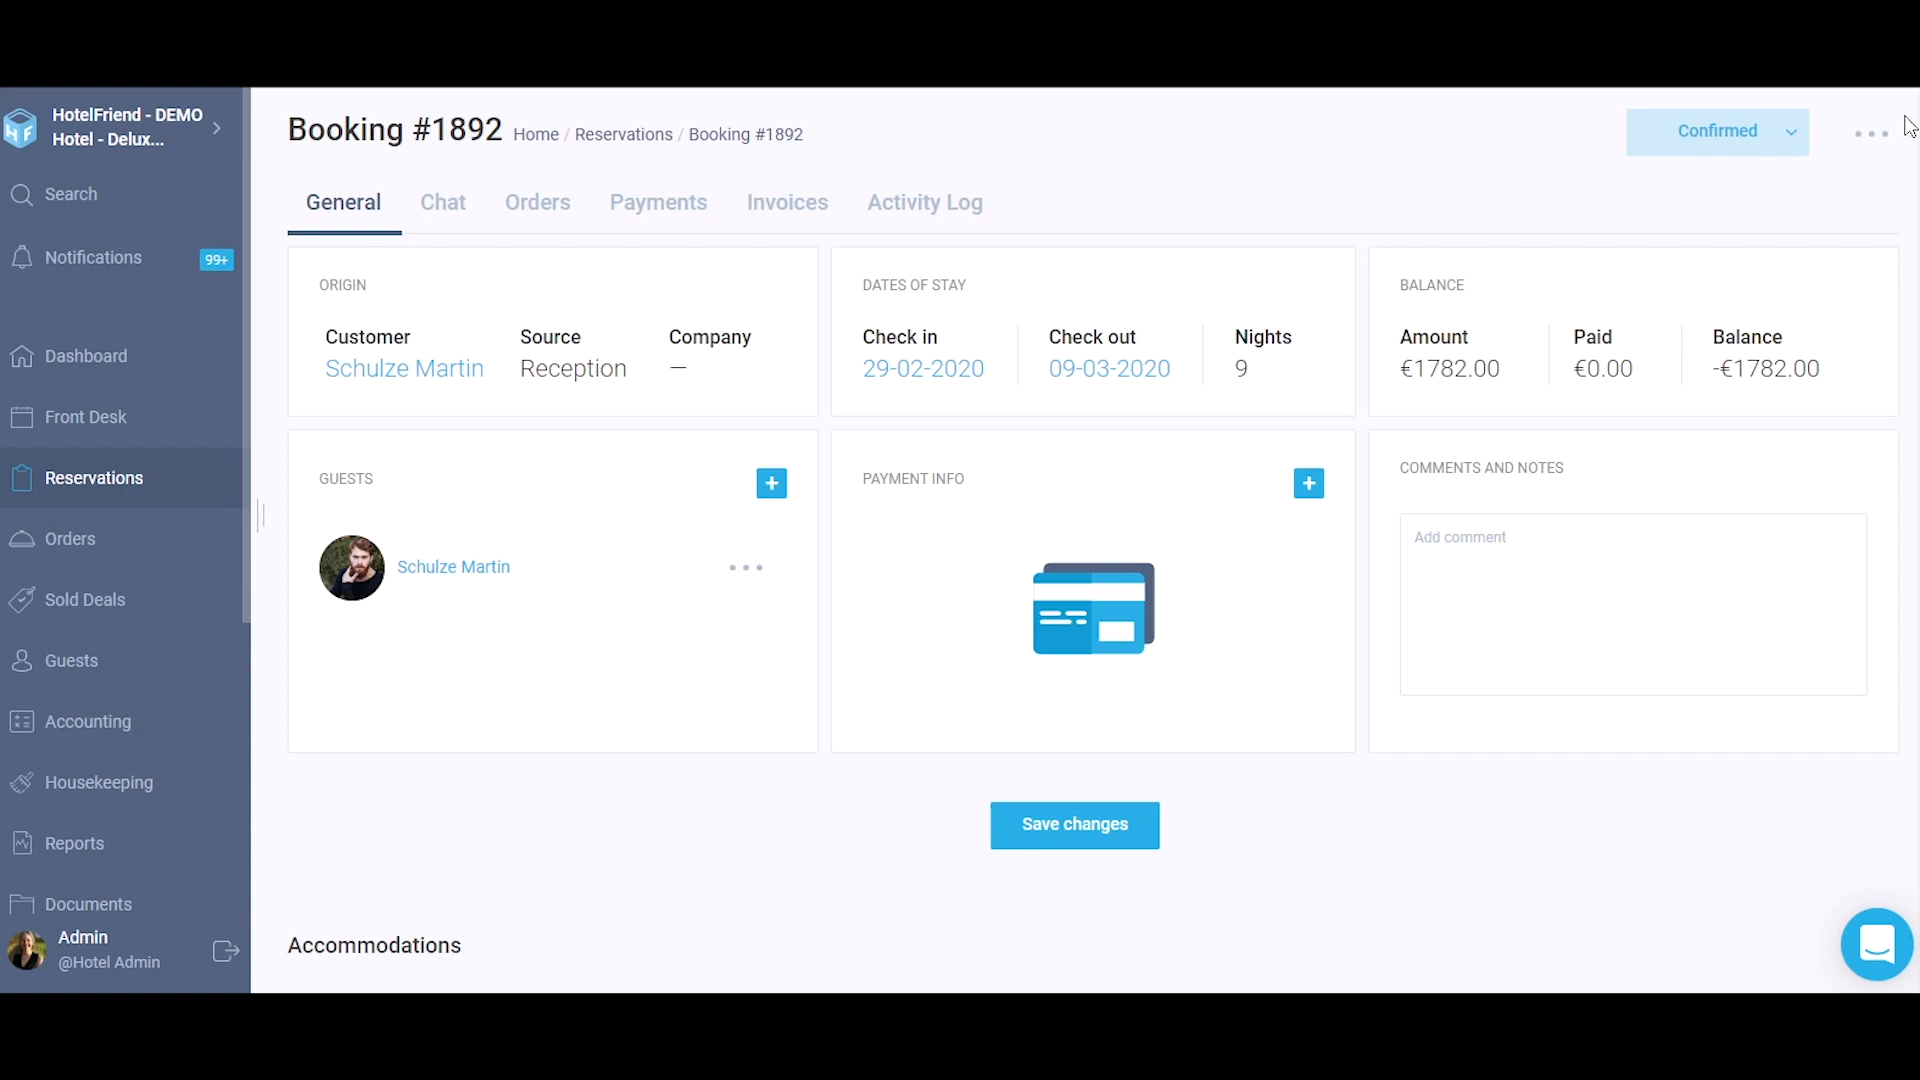 HotelFriend - DEMO
Hotel - Delux...
Search
Notifications
99+
Dashboard
Front Desk
Reservations
Orders
Sold Deals
Guests
Accounting
Housekeeping
Reports
Documents
Admin
@Hotel Admin
Booking #1892 Home / Reservations / Booking #1892
Confirmed
General Chat Orders Payments Invoices Activity Log
ORIGIN
Customer Source Company
Schulze Martin Reception —
DATES OF STAY
Check in Check out Nights
29-02-2020 09-03-2020 9
BALANCE
Amount Paid Balance
€1782.00 €0.00 -€1782.00
GUESTS
+
Schulze Martin
PAYMENT INFO
+
COMMENTS AND NOTES
Add comment
Save changes
Accommodations